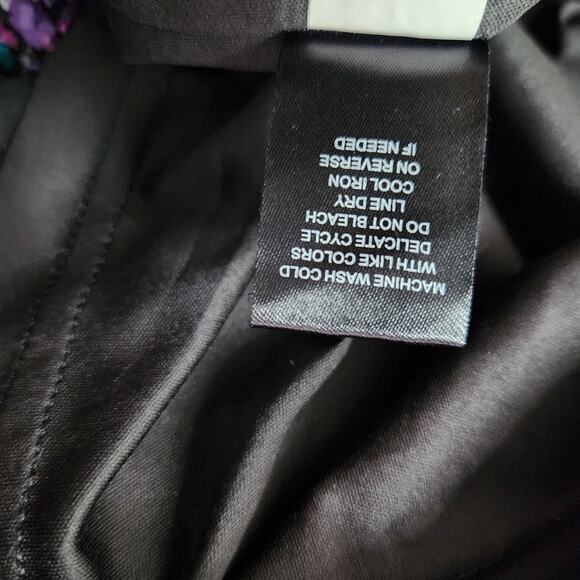 MACHINE WASH COLD
WITH LIKE COLORS
DELICATE CYCLE
DO NOT BLEACH
LINE DRY
COOL IRON
ON REVERSE
IF NEEDED